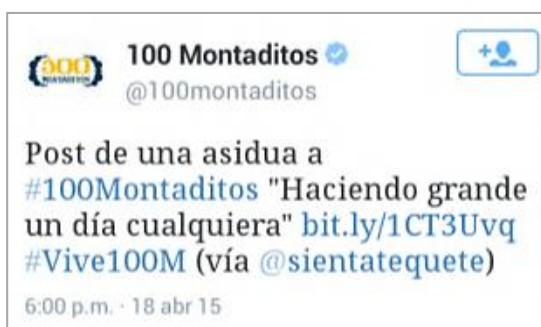 100 Montaditos
@100montaditos
Post de una asidua a
#100Montaditos "Haciendo grande
un día cualquiera" bit.ly/1CT3Uvq
#Vive100M (vía @sientatequete)
6:00 p.m. · 18 abr 15